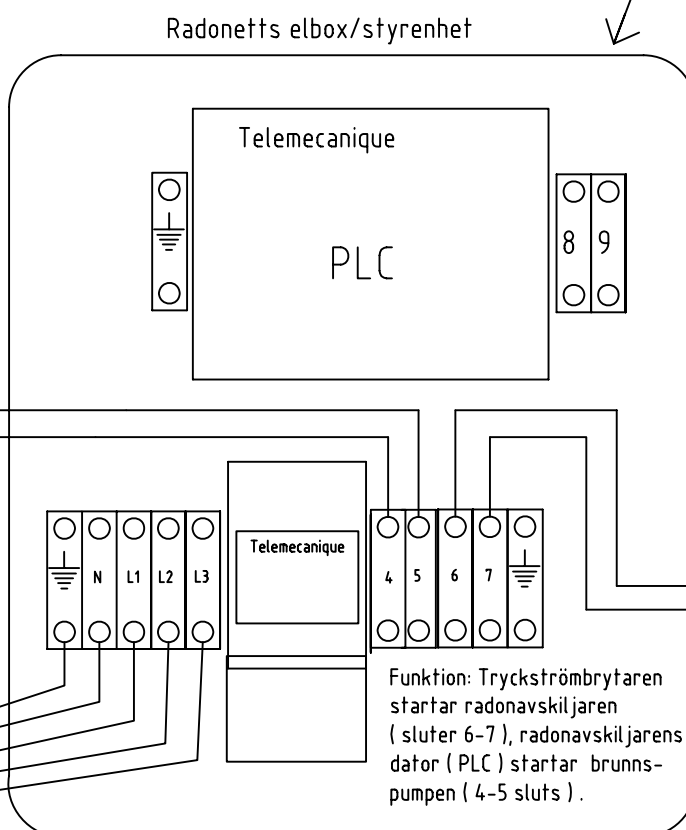 Radonetts elbox/styrenhet
Telemecanique
PLC
8 9
Telemecanique
N L1 L2 L3
4 5 6 7
Funktion: Tryckströmbrytaren
startar radonavskiljaren
( sluter 6-7 ), radonavskiljarens
dator ( PLC ) startar brunns-
pumpen ( 4-5 sluts ) .